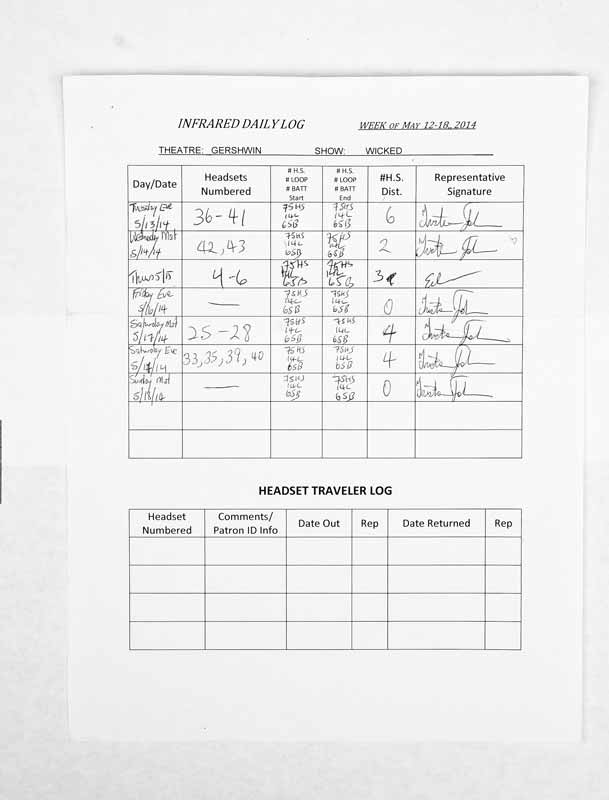 INFRARED DAILY LOG WEEK OF MAY 12-18, 2014
THEATRE: GERSHWIN SHOW: WICKED
Day/Date Headsets Numbered # H.S. # LOOP # BATT Start # H.S. # LOOP # BATT End #H.S. Dist. Representative Signature
Tuesday Eve 5/13/14 36-41 75HS 14L 65B 75HS 14L 65B 6
Wednesday Mat 5/14/14 42,43 75HS 14L 65B 75HS 14L 65B 2
Thurs 5/15 4-6 75HS 14L 65B 75HS 14L 65B 3
Friday Eve 5/16/14 — 75HS 14L 65B 75HS 14L 65B 0
Saturday Mat 5/17/14 25-28 75HS 14L 65B 75HS 14L 65B 4
Saturday Eve 5/17/14 33,35,39,40 75HS 14L 65B 75HS 14L 65B 4
Sunday Mat 5/18/14 — 75HS 14L 65B 75HS 14L 65B 0
HEADSET TRAVELER LOG
Headset Numbered Comments/ Patron ID Info Date Out Rep Date Returned Rep